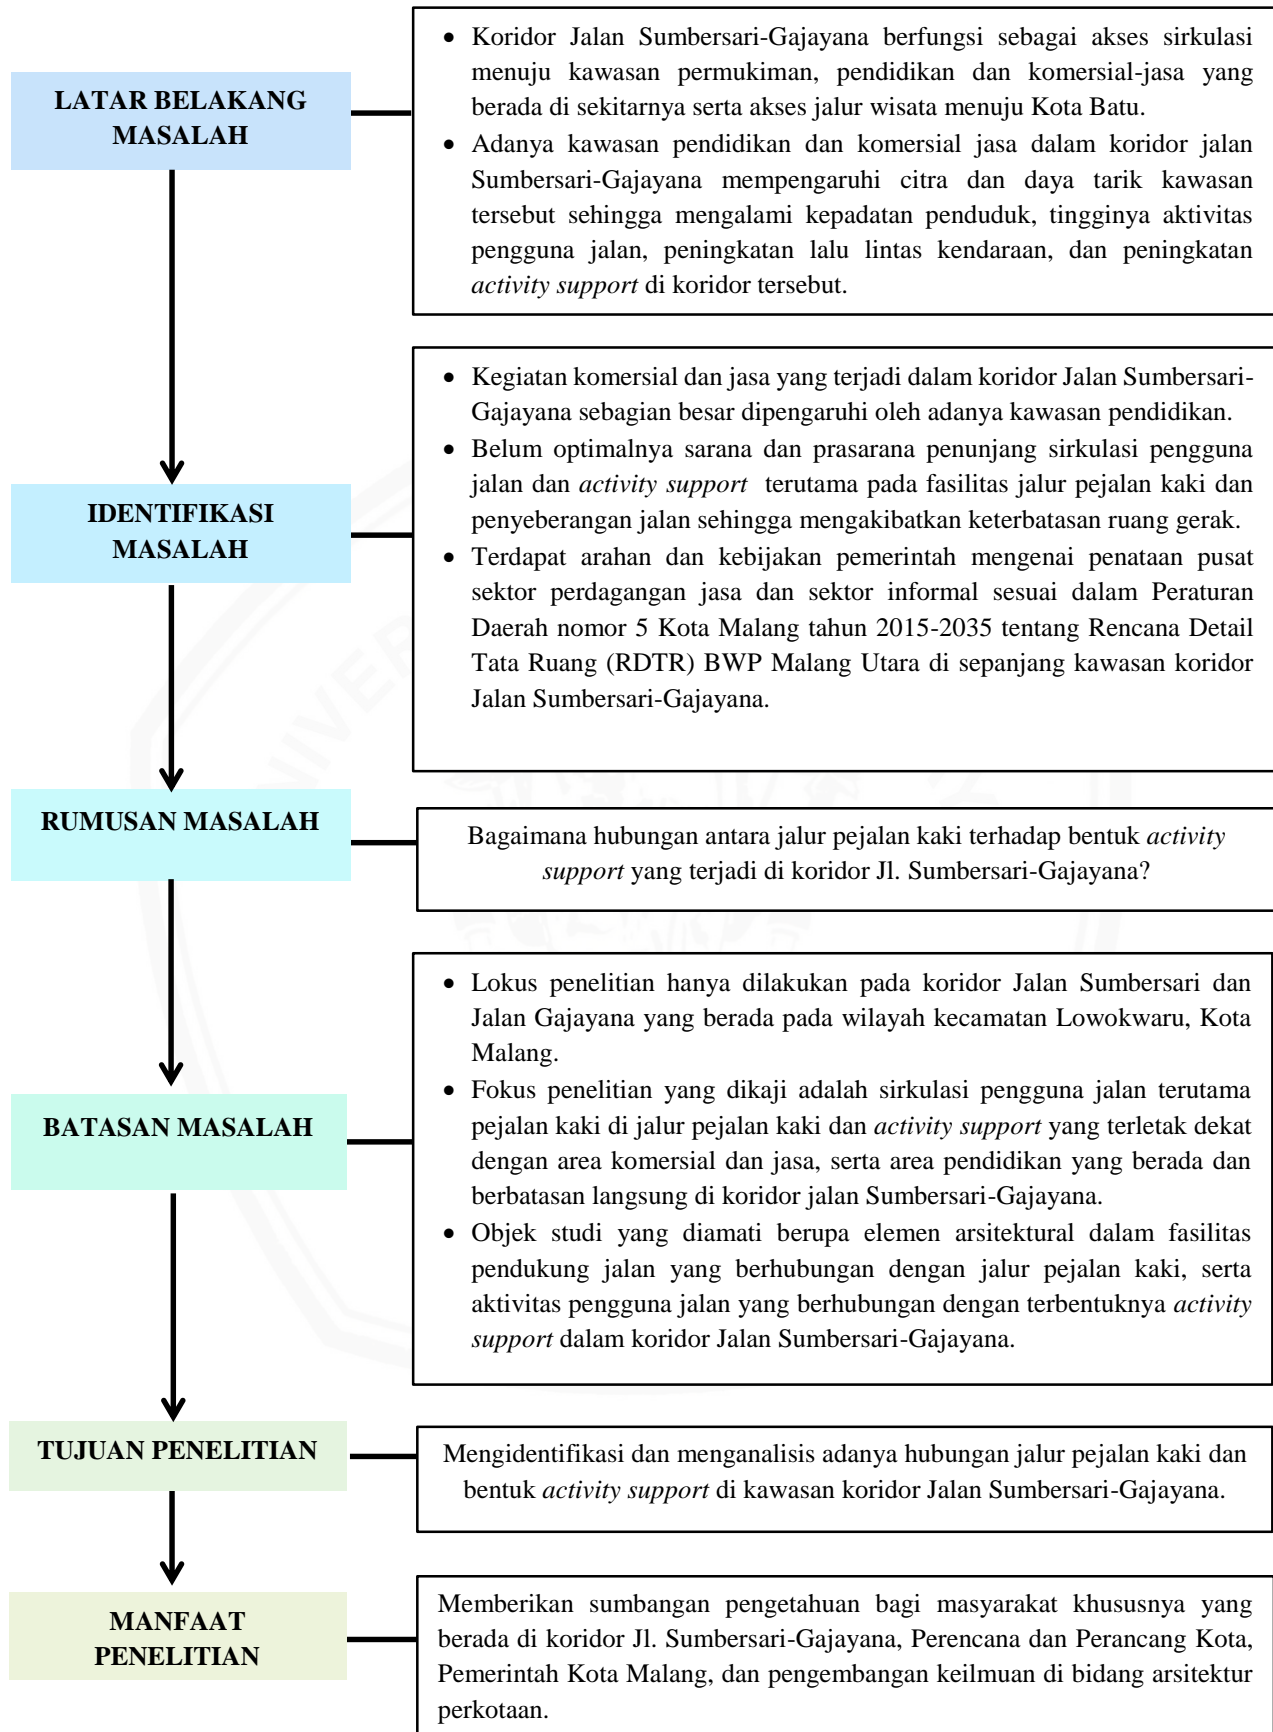 LATAR BELAKANG
MASALAH
• Koridor Jalan Sumbersari-Gajayana berfungsi sebagai akses sirkulasi
menuju kawasan permukiman, pendidikan dan komersial-jasa yang
berada di sekitarnya serta akses jalur wisata menuju Kota Batu.
• Adanya kawasan pendidikan dan komersial jasa dalam koridor jalan
Sumbersari-Gajayana mempengaruhi citra dan daya tarik kawasan
tersebut sehingga mengalami kepadatan penduduk, tingginya aktivitas
pengguna jalan, peningkatan lalu lintas kendaraan, dan peningkatan
activity support di koridor tersebut.
IDENTIFIKASI
MASALAH
• Kegiatan komersial dan jasa yang terjadi dalam koridor Jalan Sumbersari-
Gajayana sebagian besar dipengaruhi oleh adanya kawasan pendidikan.
• Belum optimalnya sarana dan prasarana penunjang sirkulasi pengguna
jalan dan activity support terutama pada fasilitas jalur pejalan kaki dan
penyeberangan jalan sehingga mengakibatkan keterbatasan ruang gerak.
• Terdapat arahan dan kebijakan pemerintah mengenai penataan pusat
sektor perdagangan jasa dan sektor informal sesuai dalam Peraturan
Daerah nomor 5 Kota Malang tahun 2015-2035 tentang Rencana Detail
Tata Ruang (RDTR) BWP Malang Utara di sepanjang kawasan koridor
Jalan Sumbersari-Gajayana.
RUMUSAN MASALAH
Bagaimana hubungan antara jalur pejalan kaki terhadap bentuk activity
support yang terjadi di koridor Jl. Sumbersari-Gajayana?
BATASAN MASALAH
• Lokus penelitian hanya dilakukan pada koridor Jalan Sumbersari dan
Jalan Gajayana yang berada pada wilayah kecamatan Lowokwaru, Kota
Malang.
• Fokus penelitian yang dikaji adalah sirkulasi pengguna jalan terutama
pejalan kaki di jalur pejalan kaki dan activity support yang terletak dekat
dengan area komersial dan jasa, serta area pendidikan yang berada dan
berbatasan langsung di koridor jalan Sumbersari-Gajayana.
• Objek studi yang diamati berupa elemen arsitektural dalam fasilitas
pendukung jalan yang berhubungan dengan jalur pejalan kaki, serta
aktivitas pengguna jalan yang berhubungan dengan terbentuknya activity
support dalam koridor Jalan Sumbersari-Gajayana.
TUJUAN PENELITIAN
Mengidentifikasi dan menganalisis adanya hubungan jalur pejalan kaki dan
bentuk activity support di kawasan koridor Jalan Sumbersari-Gajayana.
MANFAAT
PENELITIAN
Memberikan sumbangan pengetahuan bagi masyarakat khususnya yang
berada di koridor Jl. Sumbersari-Gajayana, Perencana dan Perancang Kota,
Pemerintah Kota Malang, dan pengembangan keilmuan di bidang arsitektur
perkotaan.